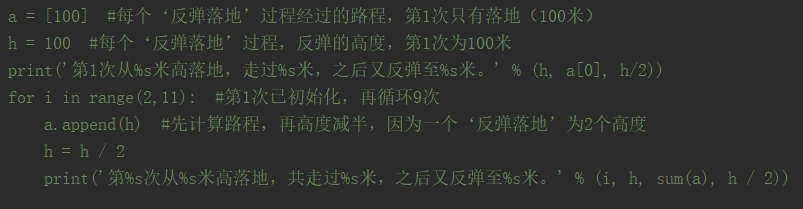 a = [100]  #每个‘反弹落地’过程经过的路程，第1次只有落地（100米）
h = 100  #每个‘反弹落地’过程，反弹的高度，第1次为100米
print('第1次从%s米高落地，走过%s米，之后又反弹至%s米。' % (h, a[0], h/2))
for i in range(2,11):  #第1次已初始化，再循环9次
    a.append(h)  #先计算路程，再高度减半，因为一个‘反弹落地’为2个高度
    h = h / 2
    print('第%s次从%s米高落地，共走过%s米，之后又反弹至%s米。' % (i, h, sum(a), h / 2))